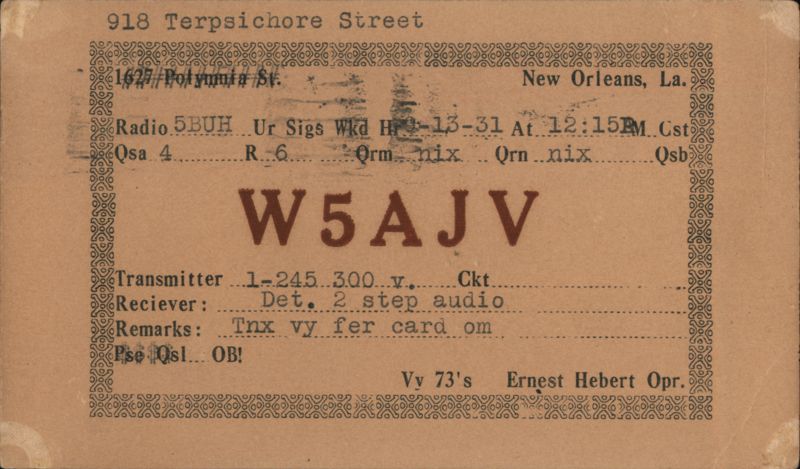 918 Terpsichore Street
1627 Polymnia St. New Orleans, La.
Radio 5BUH Ur Sigs Wkd Hr -13-31 At 12:15 PM Cst
Qsa 4 R 6 Qrm nix Qrn nix Qsb
W5AJV
Transmitter 1-245 300 v. Ckt
Reciever: Det. 2 step audio
Remarks: Tnx vy fer card om
Pse Qsl OB!
Vy 73's Ernest Hebert Opr.